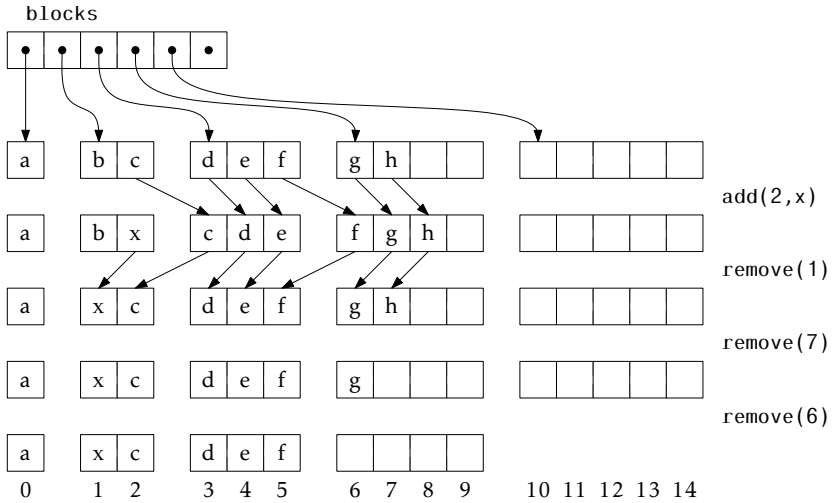 blocks
a b c d e f g h
add(2,x)
a b x c d e f g h
remove(1)
a x c d e f g h
remove(7)
a x c d e f g
remove(6)
a x c d e f
0 1 2 3 4 5 6 7 8 9 10 11 12 13 14